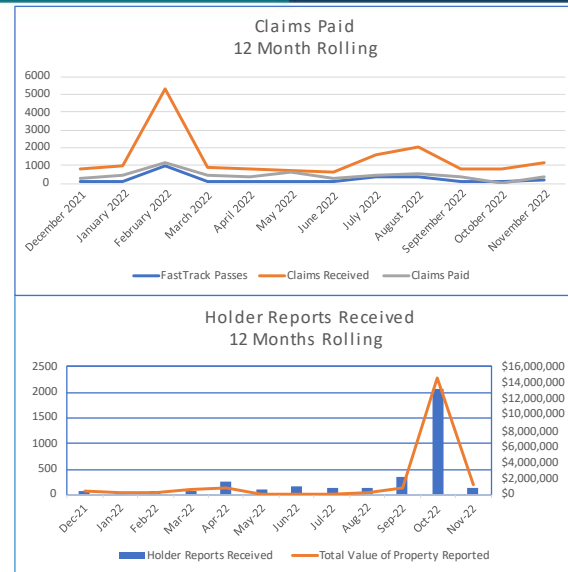 Claims Paid
12 Month Rolling
6000
5000
4000
3000
2000
1000
0
December 2021
January 2022
February 2022
March 2022
April 2022
May 2022
June 2022
July 2022
August 2022
September 2022
October 2022
November 2022
FastTrack Passes Claims Received Claims Paid
Holder Reports Received
12 Months Rolling
2500 $16,000,000
$14,000,000
2000 $12,000,000
1500 $10,000,000
$8,000,000
1000 $6,000,000
500 $4,000,000
$2,000,000
0 $0
Dec-21
Jan-22
Feb-22
Mar-22
Apr-22
May-22
Jun-22
Jul-22
Aug-22
Sep-22
Oct-22
Nov-22
Holder Reports Received Total Value of Property Reported